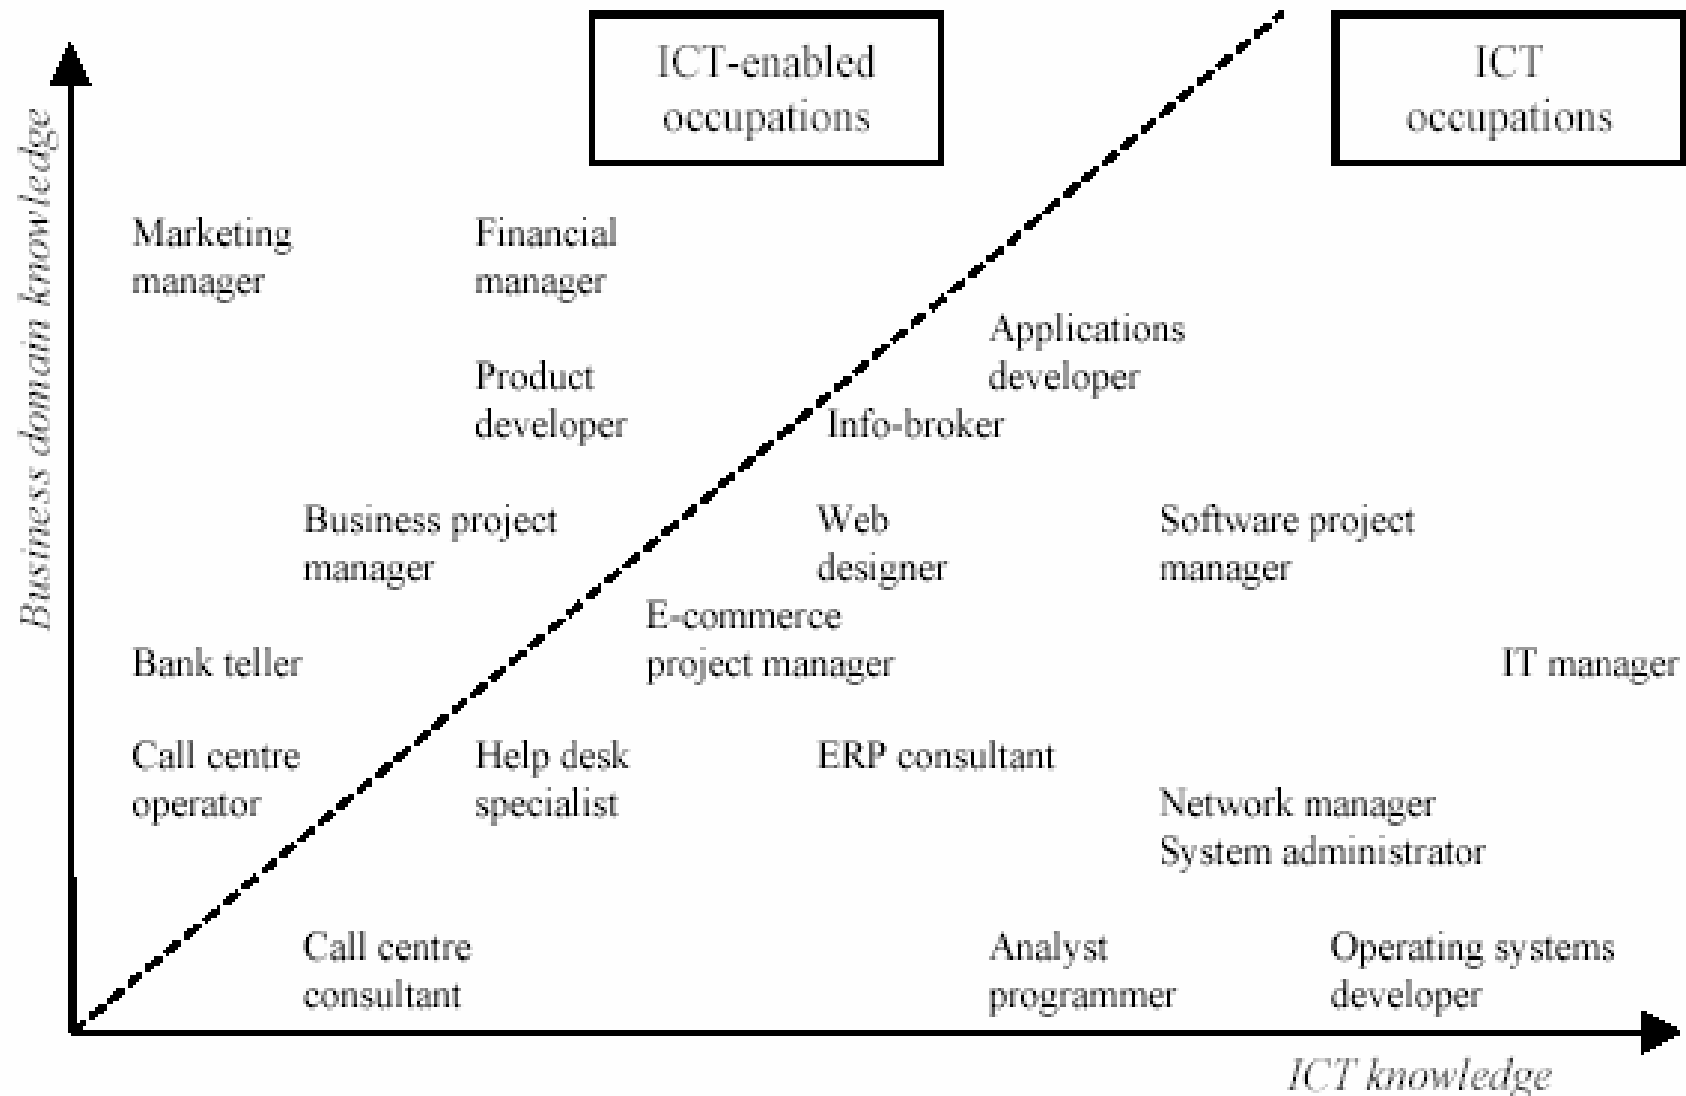 ICT-enabled
occupations
ICT
occupations
Business domain knowledge
Marketing
manager
Financial
manager
Applications
developer
Product
developer
Info-broker
Business project
manager
Web
designer
Software project
manager
E-commerce
project manager
Bank teller
IT manager
Call centre
operator
Help desk
specialist
ERP consultant
Network manager
System administrator
Call centre
consultant
Analyst
programmer
Operating systems
developer
ICT knowledge